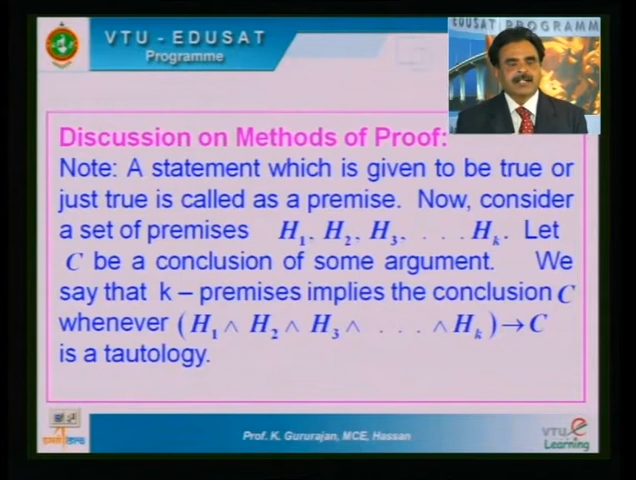 VTU - EDUSAT
Programme
EDUSAT PROGRAMM
Discussion on Methods of Proof:
Note: A statement which is given to be true or
just true is called as a premise. Now, consider
a set of premises H₁, H₂, H₃, . . . Hₖ. Let
C be a conclusion of some argument. We
say that k – premises implies the conclusion C
whenever (H₁ ∧ H₂ ∧ H₃ ∧ . . . ∧ Hₖ) → C
is a tautology.
Prof. K. Gururajan, MCE, Hassan
VTU e
Learning